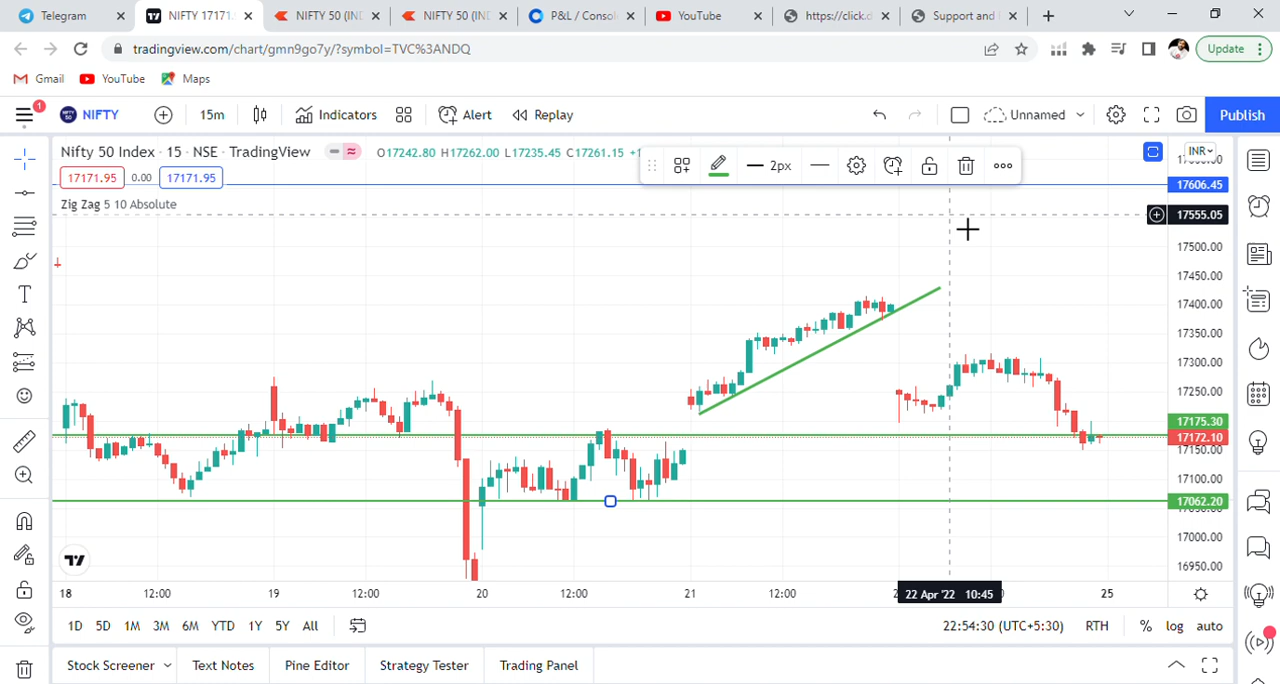 Telegram
NIFTY 17171.
NIFTY 50 (IND
NIFTY 50 (IND
P&L / Consol
YouTube
https://click.d
Support and
tradingview.com/chart/gmn9go7y/?symbol=TVC%3ANDQ
Update
Gmail
YouTube
Maps
1
NIFTY
15m
Indicators
Alert
Replay
Unnamed
Publish
Nifty 50 Index · 15 · NSE · TradingView
O17242.80 H17262.00 L17235.45 C17261.15
2px
INR
17171.95
0.00
17171.95
17606.45
Zig Zag 5 10 Absolute
17555.05
17500.00
17450.00
17400.00
17350.00
17300.00
17250.00
17175.30
17172.10
17150.00
17100.00
17062.20
17000.00
16950.00
18
12:00
19
12:00
20
12:00
21
12:00
22 Apr '22 10:45
25
1D
5D
1M
3M
6M
YTD
1Y
5Y
All
22:54:30 (UTC+5:30)
RTH
%
log
auto
Stock Screener
Text Notes
Pine Editor
Strategy Tester
Trading Panel